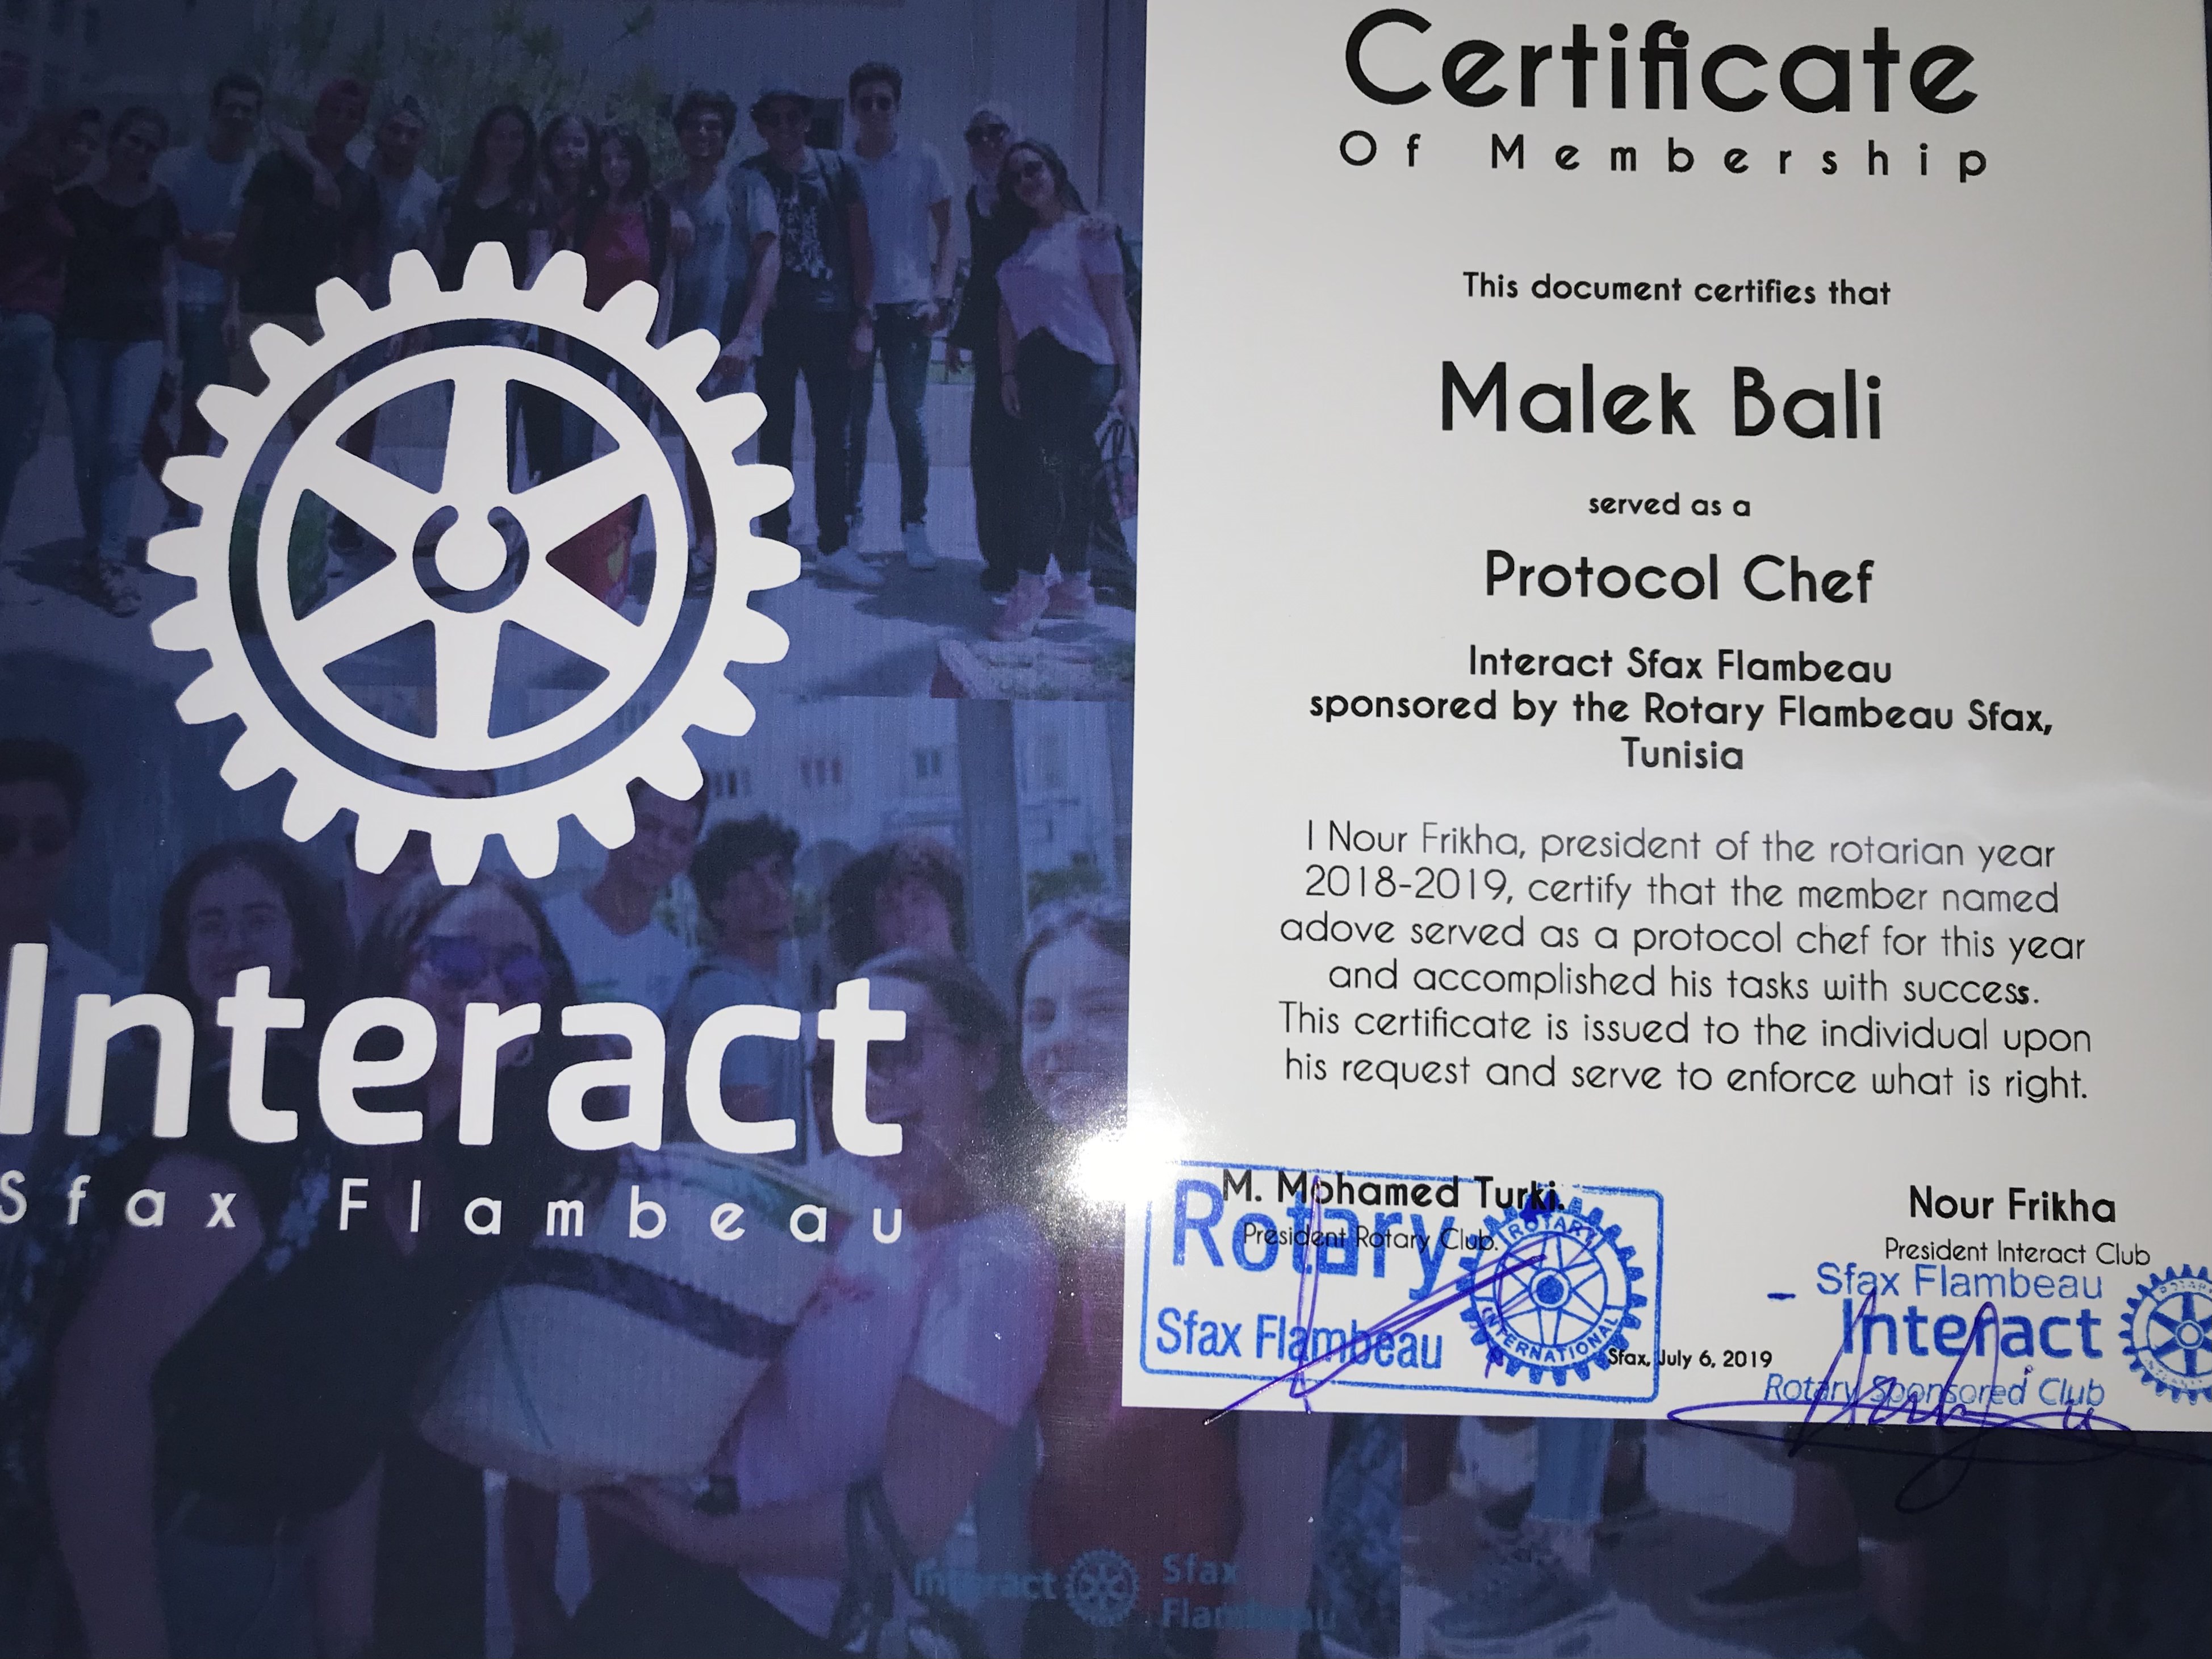 Certificate
Of Membership
This document certifies that
Malek Bali
served as a
Protocol Chef
Interact Sfax Flambeau
sponsored by the Rotary Flambeau Sfax,
Tunisia
I Nour Frikha, president of the rotarian year
2018-2019, certify that the member named
adove served as a protocol chef for this year
and accomplished his tasks with success.
This certificate is issued to the individual upon
his request and serve to enforce what is right.
M. Mohamed Turki.
President Rotary Club.
Rotary
Sfax Flambeau
ROTARY
INTERNATIONAL
Sfax, July 6, 2019
Nour Frikha
President Interact Club
Sfax Flambeau
Interact
Rotary Sponsored Club
Interact
Sfax Flambeau
Interact
Sfax
Flambeau